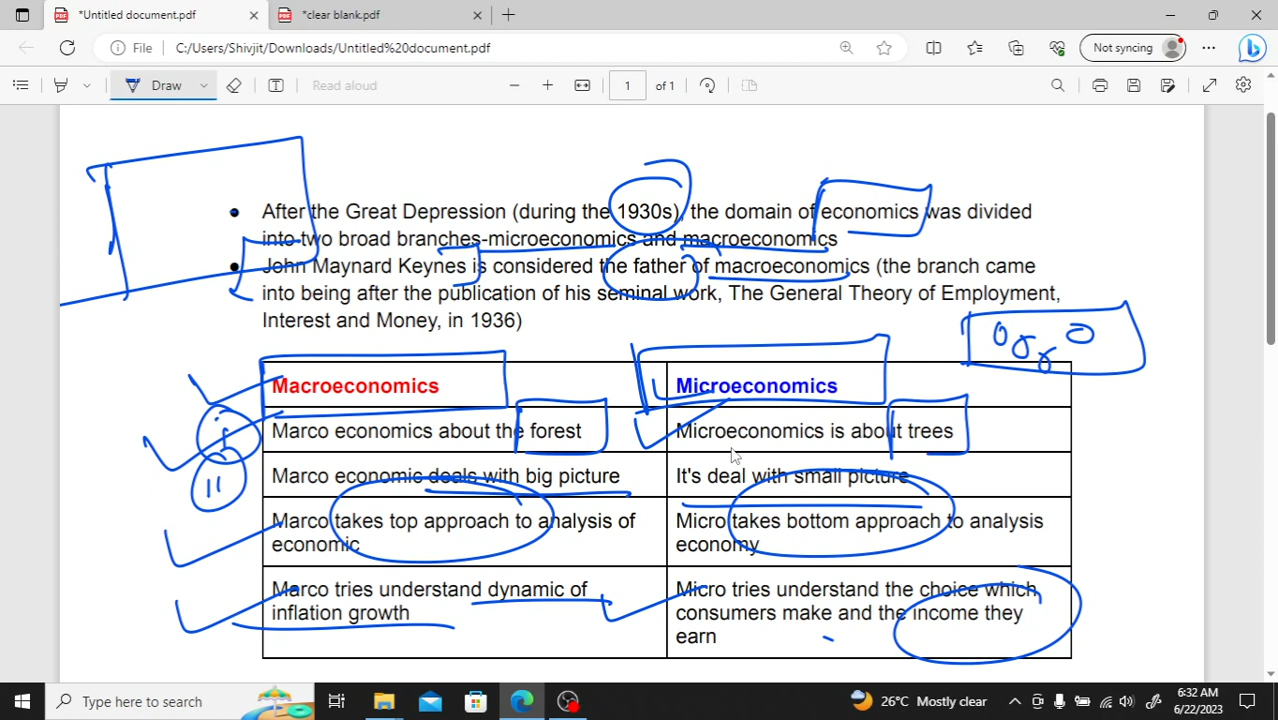 *Untitled document.pdf
*clear blank.pdf
File
C:/Users/Shivjit/Downloads/Untitled%20document.pdf
Not syncing
Draw
Read aloud
1
of 1
After the Great Depression (during the 1930s), the domain of economics was divided
into two broad branches-microeconomics and macroeconomics
John Maynard Keynes is considered the father of macroeconomics (the branch came
into being after the publication of his seminal work, The General Theory of Employment,
Interest and Money, in 1936)
Macroeconomics
Microeconomics
Marco economics about the forest
Microeconomics is about trees
Marco economic deals with big picture
It's deal with small picture
Marco takes top approach to analysis of
economic
Micro takes bottom approach to analysis
economy
Marco tries understand dynamic of
inflation growth
Micro tries understand the choice which
consumers make and the income they
earn
Type here to search
26°C Mostly clear
6:32 AM
6/22/2023